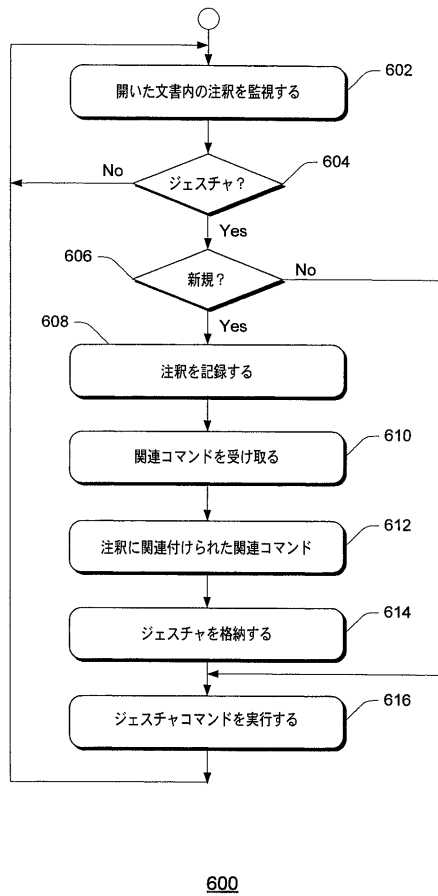 開いた文書内の注釈を監視する
602
ジェスチャ？
604
No
Yes
606
新規？
No
Yes
608
注釈を記録する
関連コマンドを受け取る
610
注釈に関連付けられた関連コマンド
612
ジェスチャを格納する
614
ジェスチャコマンドを実行する
616
600